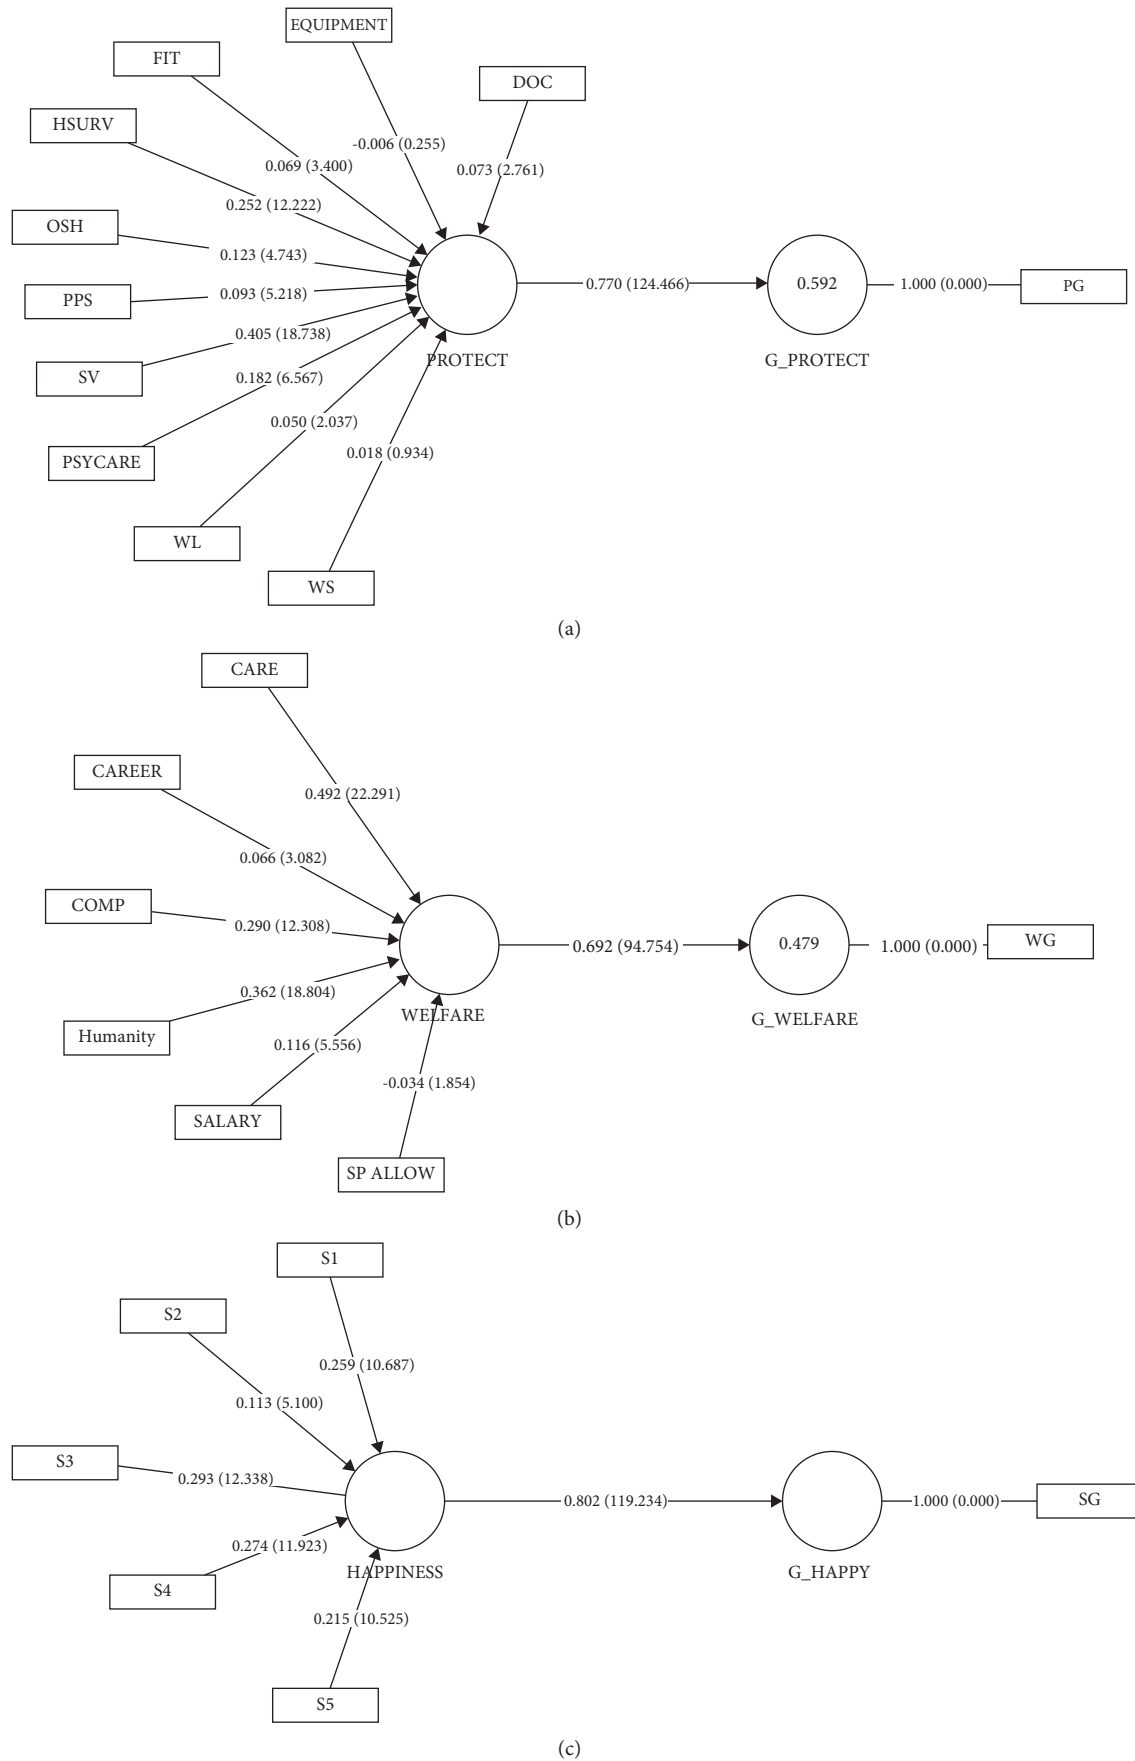 EQUIPMENT
FIT
DOC
HSURV
-0.006 (0.255)
0.069 (3.400)
0.073 (2.761)
0.252 (12.222)
OSH
0.123 (4.743)
PPS
0.093 (5.218)
0.770 (124.466)
0.592
1.000 (0.000)
PG
0.405 (18.738)
PROTECT
G_PROTECT
SV
0.182 (6.567)
0.050 (2.037)
0.018 (0.934)
PSYCARE
WL
WS
(a)
CARE
CAREER
0.492 (22.291)
0.066 (3.082)
COMP
0.290 (12.308)
0.692 (94.754)
0.479
1.000 (0.000)
WG
0.362 (18.804)
WELFARE
G_WELFARE
Humanity
0.116 (5.556)
-0.034 (1.854)
SALARY
SP ALLOW
(b)
S1
S2
0.259 (10.687)
0.113 (5.100)
S3
0.293 (12.338)
0.802 (119.234)
1.000 (0.000)
SG
0.274 (11.923)
HAPPINESS
G_HAPPY
S4
0.215 (10.525)
S5
(c)